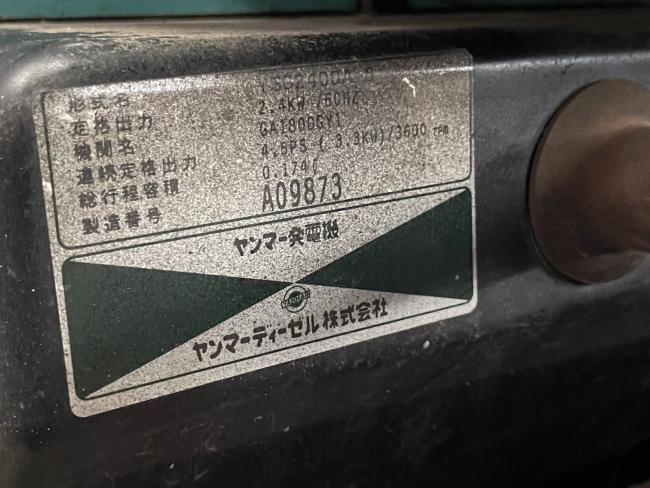 形式名
定格出力 2.4KW /60HZ
機関名 GA180DGY1
連続定格出力 4.5PS ( 3.3KW)/3600 rpm
総行程容積 0.174ℓ
製造番号 A09873
ヤンマー発電機
YANMAR
ヤンマーディーゼル株式会社